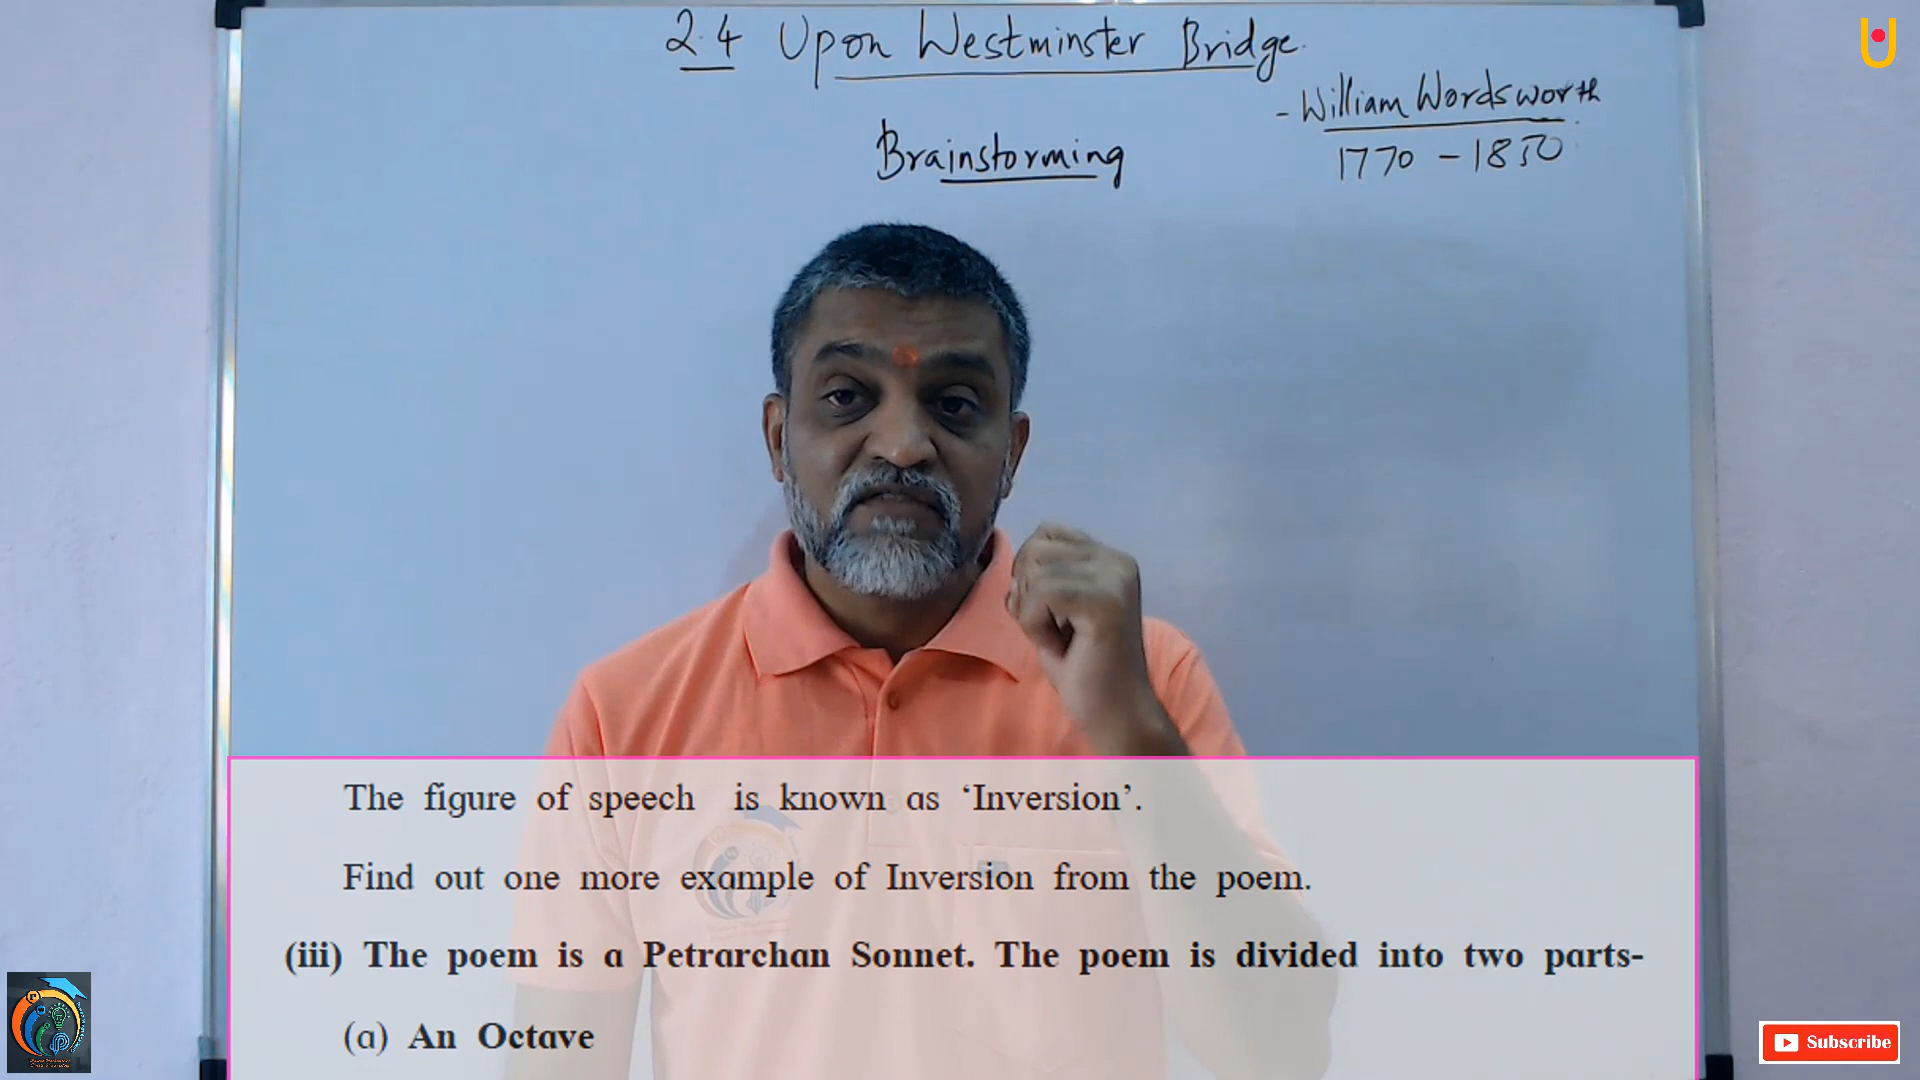 2.4 Upon Westminster Bridge.
- William Wordsworth
1770 - 1850
Brainstorming
The figure of speech is known as ‘Inversion’.
Find out one more example of Inversion from the poem.
(iii) The poem is a Petrarchan Sonnet. The poem is divided into two parts-
(a) An Octave
Subscribe